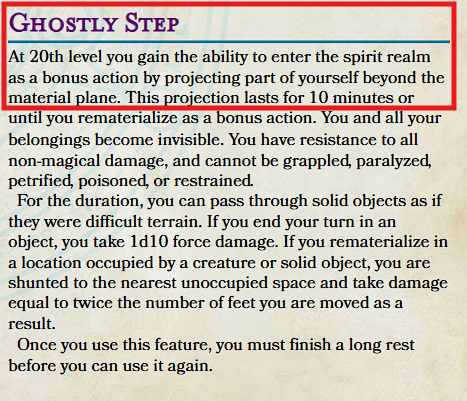 Ghostly Step
At 20th level you gain the ability to enter the spirit realm
as a bonus action by projecting part of yourself beyond the
material plane. This projection lasts for 10 minutes or
until you rematerialize as a bonus action. You and all your
belongings become invisible. You have resistance to all
non-magical damage, and cannot be grappled, paralyzed,
petrified, poisoned, or restrained.
For the duration, you can pass through solid objects as if
they were difficult terrain. If you end your turn in an
object, you take 1d10 force damage. If you rematerialize in
a location occupied by a creature or solid object, you are
shunted to the nearest unoccupied space and take damage
equal to twice the number of feet you are moved as a
result.
Once you use this feature, you must finish a long rest
before you can use it again.